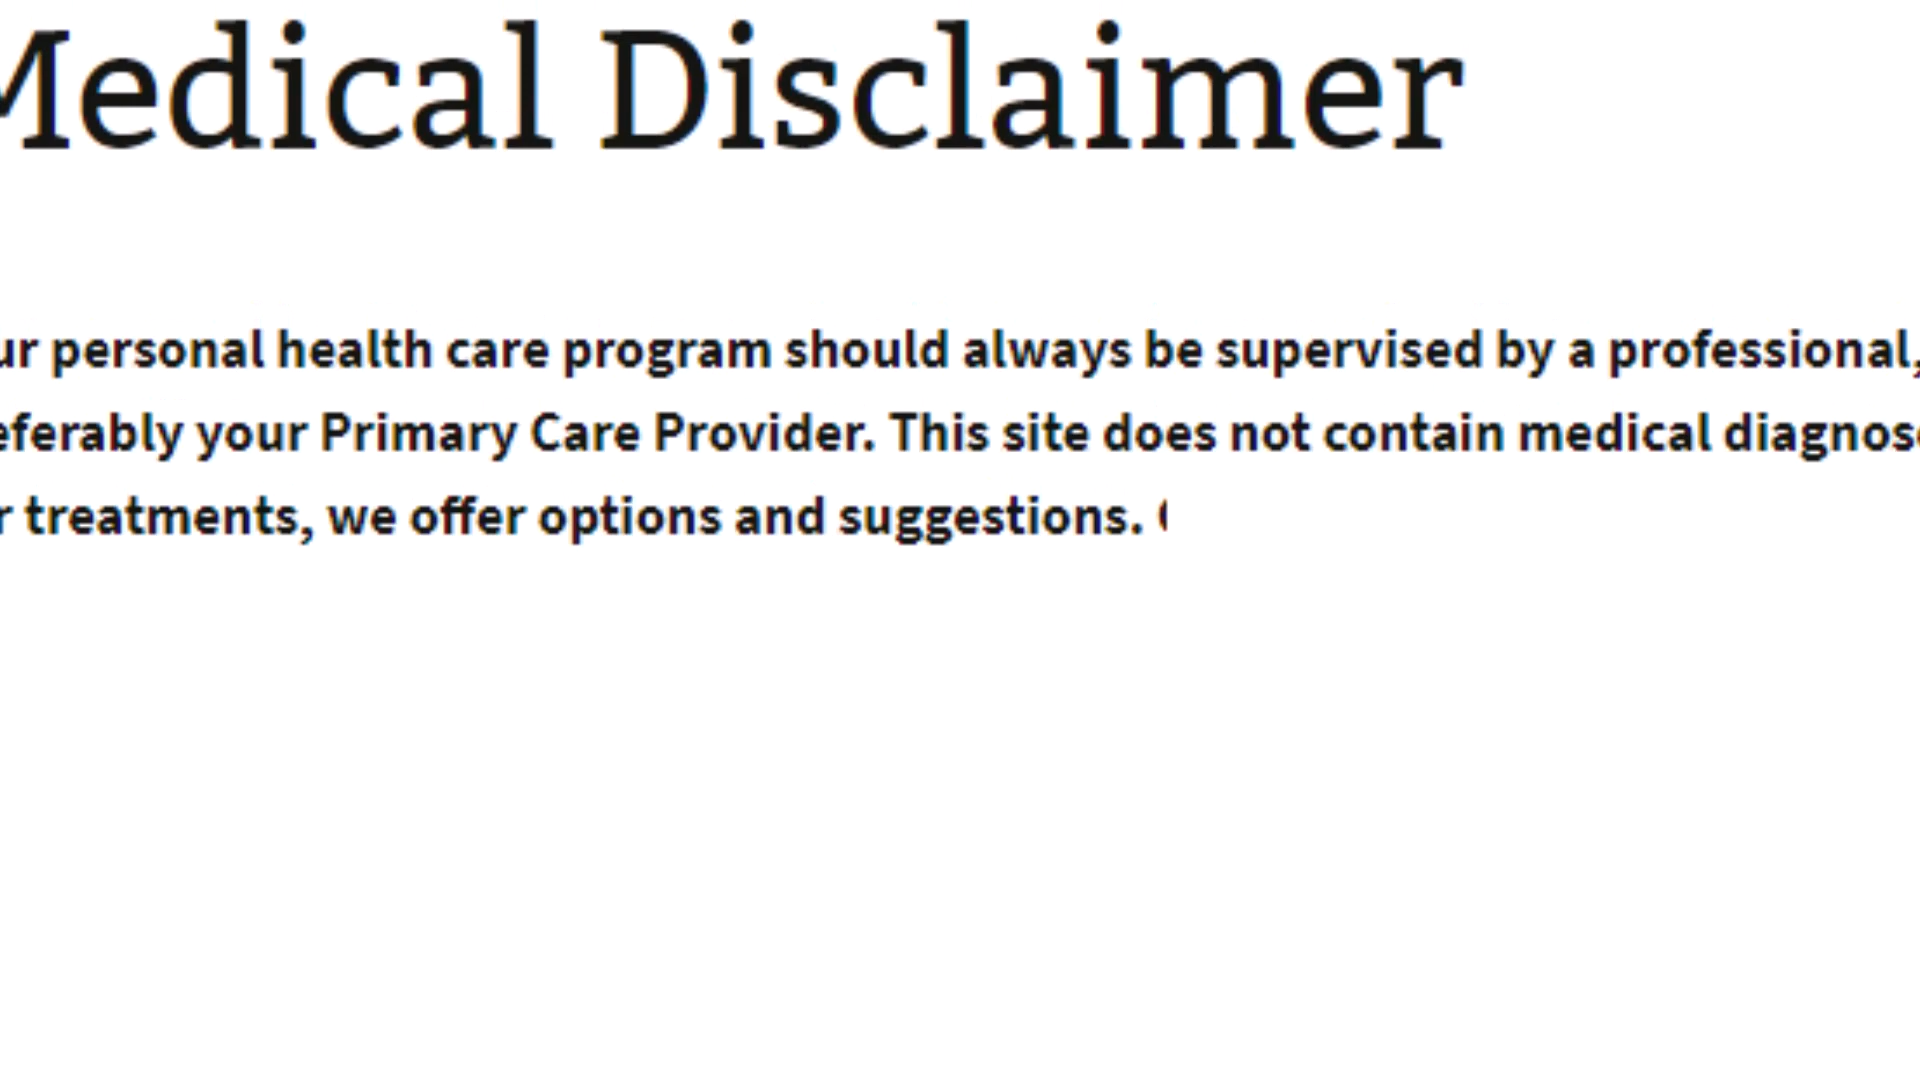 Medical Disclaimer
ur personal health care program should always be supervised by a professional,
eferably your Primary Care Provider. This site does not contain medical diagnos
r treatments, we offer options and suggestions.